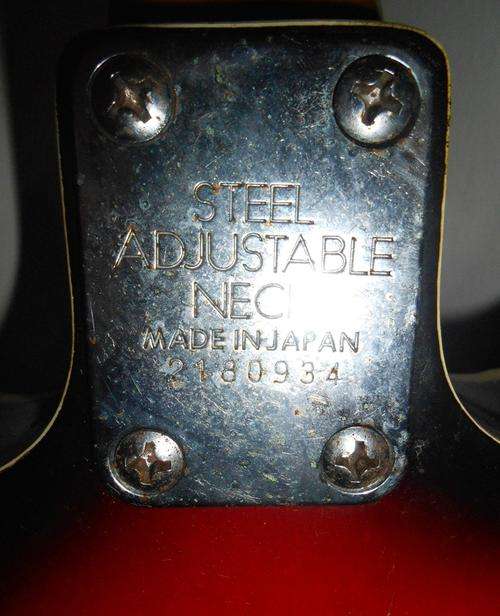 STEEL
ADJUSTABLE
NECK
MADE IN JAPAN
2180934